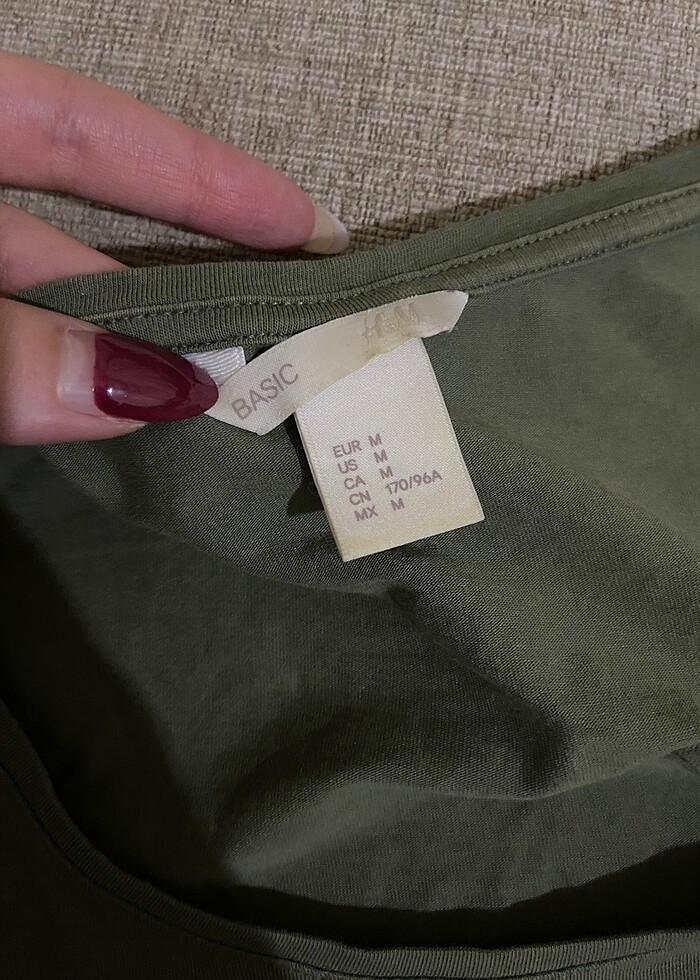 BASIC H&M
EUR M
US M
CA M
CN 170/96A
MX M